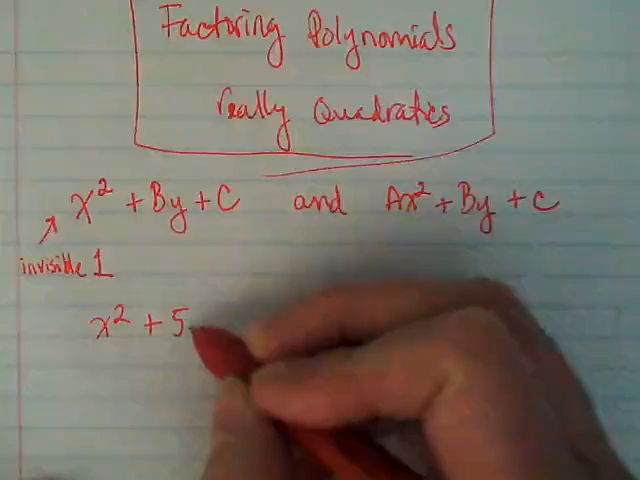 Factoring Polynomials
really Quadratics
x² + By + C and Ax² + By + C
invisible 1
x² + 5